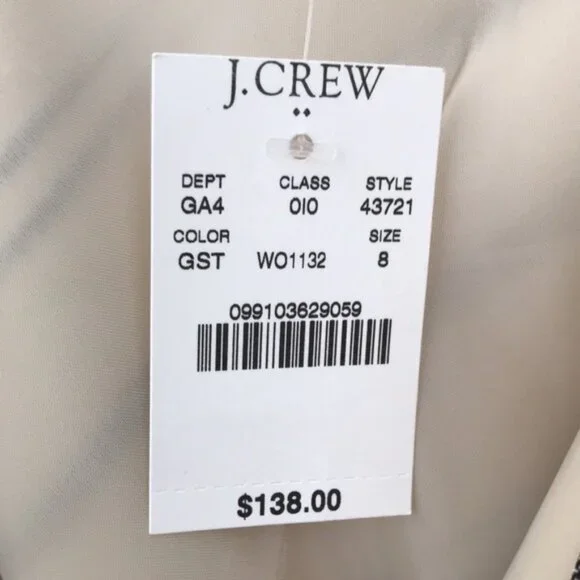 J.CREW
DEPT CLASS STYLE
GA4 010 43721
COLOR SIZE
GST WO1132 8
099103629059
$138.00